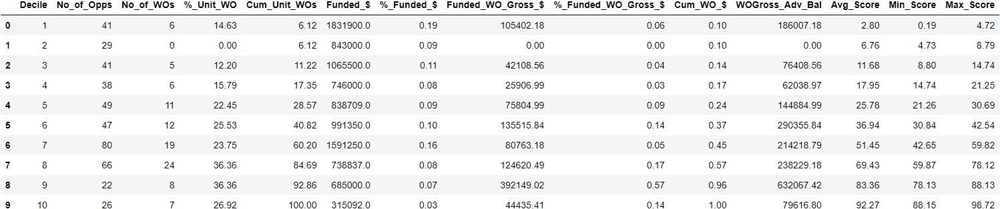 Decile No_of_Opps No_of_WOs %_Unit_WO Cum_Unit_WOs Funded_$ %_Funded_$ Funded_WO_Gross_$ %_Funded_WO_Gross_$ Cum_WO_$ WOGross_Adv_Bal Avg_Score Min_Score Max_Score
0 1 41 6 14.63 6.12 1831900.0 0.19 105402.18 0.06 0.10 186007.18 2.80 0.19 4.72
1 2 29 0 0.00 6.12 843000.0 0.09 0.00 0.00 0.10 0.00 6.76 4.73 8.79
2 3 41 5 12.20 11.22 1065500.0 0.11 42108.56 0.04 0.14 76408.56 11.68 8.80 14.74
3 4 38 6 15.79 17.35 746000.0 0.08 25906.99 0.03 0.17 62038.97 17.95 14.74 21.25
4 5 49 11 22.45 28.57 838709.0 0.09 75804.99 0.09 0.24 144884.99 25.78 21.26 30.69
5 6 47 12 25.53 40.82 991350.0 0.10 135515.84 0.14 0.37 290355.84 36.94 30.84 42.54
6 7 80 19 23.75 60.20 1591250.0 0.16 80763.18 0.05 0.45 214218.79 51.45 42.65 59.82
7 8 66 24 36.36 84.69 738837.0 0.08 124620.49 0.17 0.57 238229.18 69.43 59.87 78.12
8 9 22 8 36.36 92.86 685000.0 0.07 392149.02 0.57 0.96 632067.42 83.36 78.13 88.13
9 10 26 7 26.92 100.00 315092.0 0.03 44435.41 0.14 1.00 79616.80 92.27 88.15 98.72